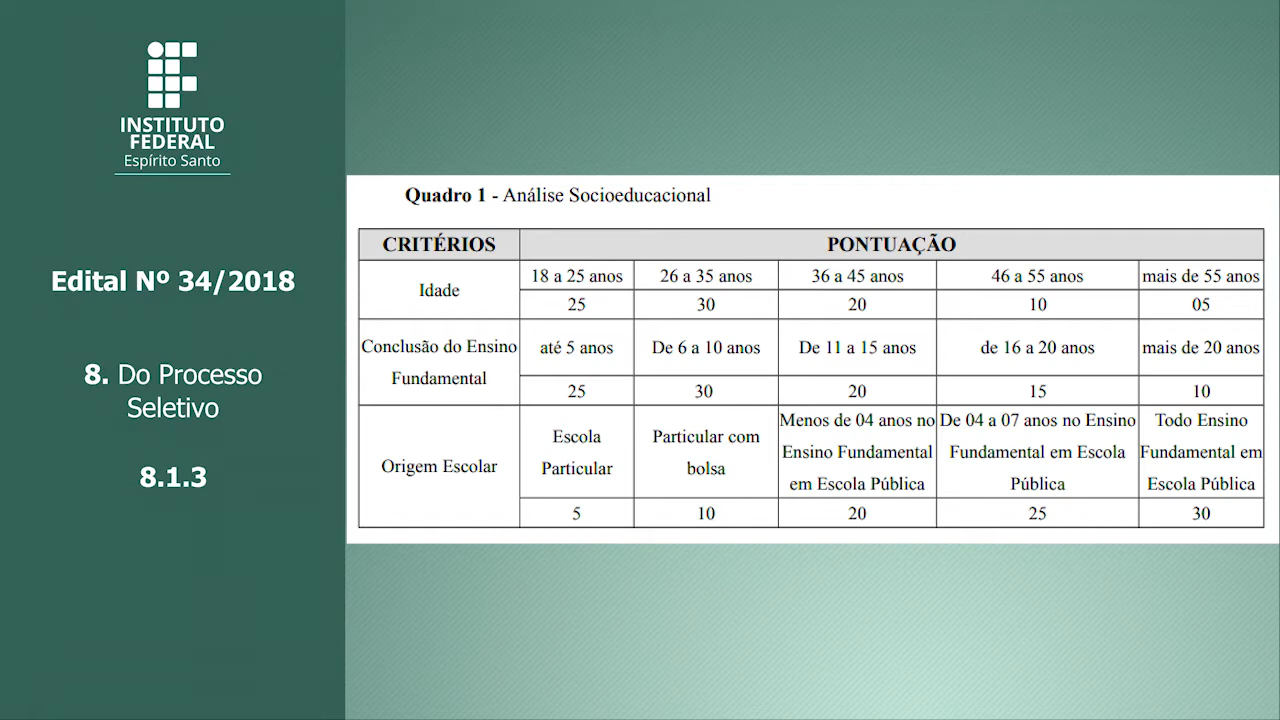 INSTITUTO
FEDERAL
Espírito Santo
Edital Nº 34/2018
8. Do Processo
Seletivo
8.1.3
Quadro 1 - Análise Socioeducacional
CRITÉRIOS PONTUAÇÃO
Idade
18 a 25 anos 26 a 35 anos 36 a 45 anos 46 a 55 anos mais de 55 anos
25 30 20 10 05
Conclusão do Ensino
Fundamental
até 5 anos De 6 a 10 anos De 11 a 15 anos de 16 a 20 anos mais de 20 anos
25 30 20 15 10
Origem Escolar
Escola
Particular
Particular com
bolsa
Menos de 04 anos no
Ensino Fundamental
em Escola Pública
De 04 a 07 anos no Ensino
Fundamental em Escola
Pública
Todo Ensino
Fundamental em
Escola Pública
5 10 20 25 30